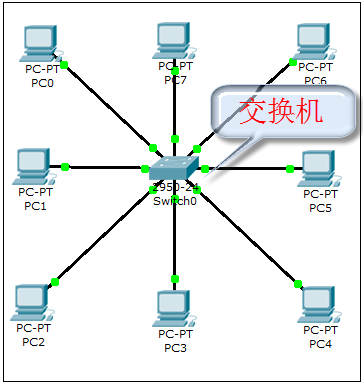 PC-PT
PC0
PC-PT
PC7
PC-PT
PC6
交换机
PC-PT
PC1
2950-24
Switch0
PC-PT
PC5
PC-PT
PC2
PC-PT
PC3
PC-PT
PC4